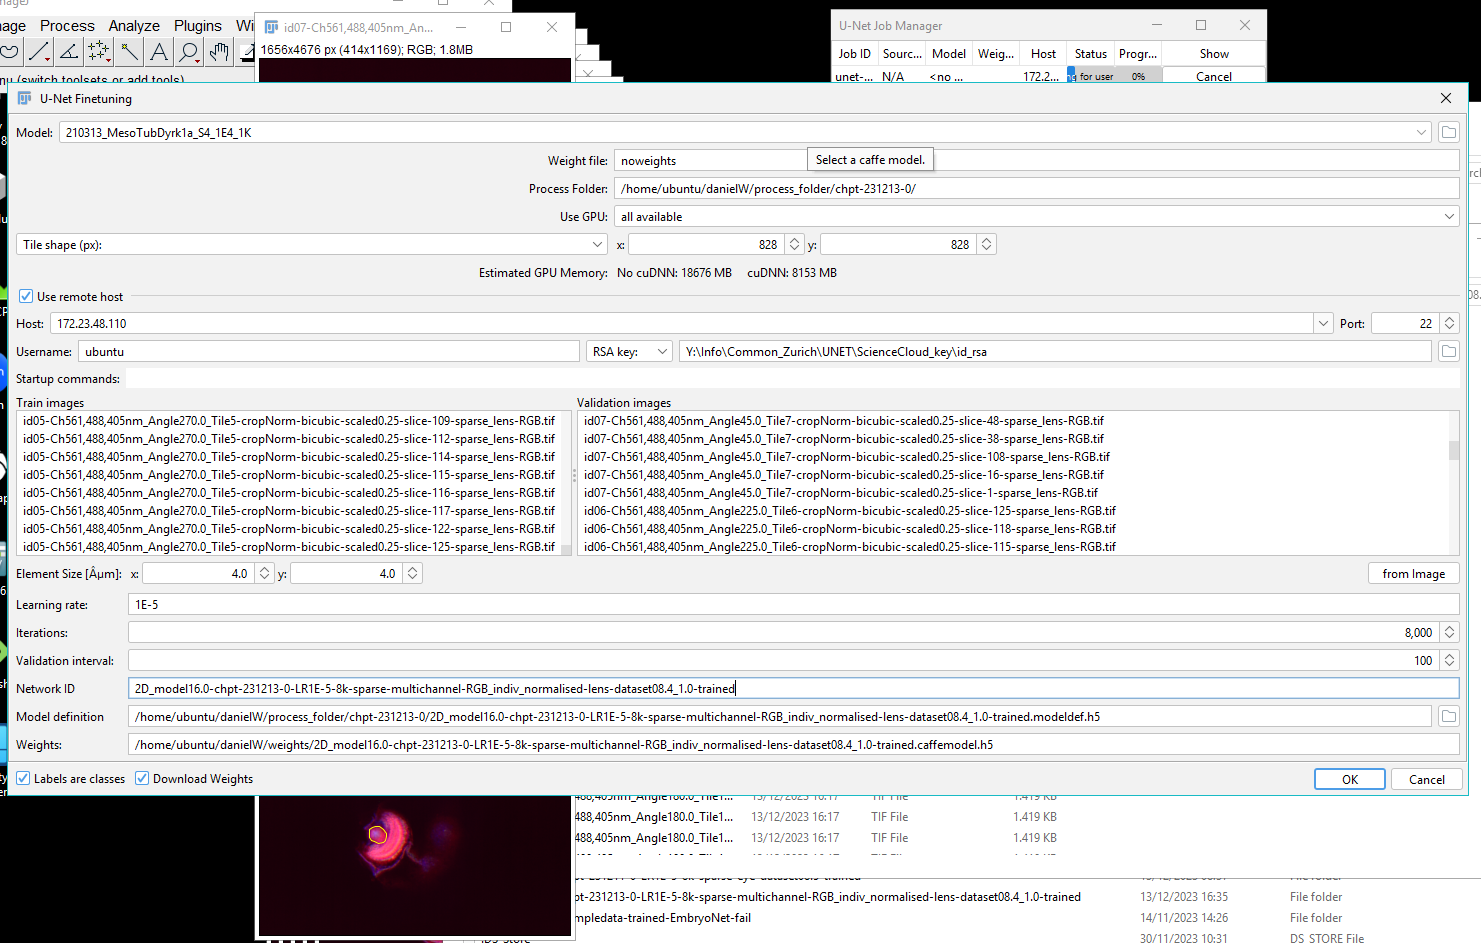 Process Analyze Plugins
id07-Ch561,488,405nm_An...
1656x4676 px (414x1169); RGB; 1.8MB
(switch toolsets or add tools)
U-Net Job Manager
Job ID Sourc... Model Weig... Host Status Progr... Show
unet-... N/A <no ... 172.2... for user 0% Cancel
U-Net Finetuning
Model: 210313_MesoTubDyrk1a_S4_1E4_1K
Weight file: noweights
Select a caffe model.
Process Folder: /home/ubuntu/danielW/process_folder/chpt-231213-0/
Use GPU: all available
Tile shape (px): x: 828 y: 828
Estimated GPU Memory: No cuDNN: 18676 MB cuDNN: 8153 MB
Use remote host
Host: 172.23.48.110 Port: 22
Username: ubuntu RSA key: Y:\Info\Common_Zurich\UNET\ScienceCloud_key\id_rsa
Startup commands:
Train images
id05-Ch561,488,405nm_Angle270.0_Tile5-cropNorm-bicubic-scaled0.25-slice-109-sparse_lens-RGB.tif
id05-Ch561,488,405nm_Angle270.0_Tile5-cropNorm-bicubic-scaled0.25-slice-112-sparse_lens-RGB.tif
id05-Ch561,488,405nm_Angle270.0_Tile5-cropNorm-bicubic-scaled0.25-slice-114-sparse_lens-RGB.tif
id05-Ch561,488,405nm_Angle270.0_Tile5-cropNorm-bicubic-scaled0.25-slice-115-sparse_lens-RGB.tif
id05-Ch561,488,405nm_Angle270.0_Tile5-cropNorm-bicubic-scaled0.25-slice-116-sparse_lens-RGB.tif
id05-Ch561,488,405nm_Angle270.0_Tile5-cropNorm-bicubic-scaled0.25-slice-117-sparse_lens-RGB.tif
id05-Ch561,488,405nm_Angle270.0_Tile5-cropNorm-bicubic-scaled0.25-slice-122-sparse_lens-RGB.tif
id05-Ch561,488,405nm_Angle270.0_Tile5-cropNorm-bicubic-scaled0.25-slice-125-sparse_lens-RGB.tif
Validation images
id07-Ch561,488,405nm_Angle45.0_Tile7-cropNorm-bicubic-scaled0.25-slice-48-sparse_lens-RGB.tif
id07-Ch561,488,405nm_Angle45.0_Tile7-cropNorm-bicubic-scaled0.25-slice-38-sparse_lens-RGB.tif
id07-Ch561,488,405nm_Angle45.0_Tile7-cropNorm-bicubic-scaled0.25-slice-108-sparse_lens-RGB.tif
id07-Ch561,488,405nm_Angle45.0_Tile7-cropNorm-bicubic-scaled0.25-slice-16-sparse_lens-RGB.tif
id07-Ch561,488,405nm_Angle45.0_Tile7-cropNorm-bicubic-scaled0.25-slice-1-sparse_lens-RGB.tif
id06-Ch561,488,405nm_Angle225.0_Tile6-cropNorm-bicubic-scaled0.25-slice-125-sparse_lens-RGB.tif
id06-Ch561,488,405nm_Angle225.0_Tile6-cropNorm-bicubic-scaled0.25-slice-118-sparse_lens-RGB.tif
id06-Ch561,488,405nm_Angle225.0_Tile6-cropNorm-bicubic-scaled0.25-slice-115-sparse_lens-RGB.tif
Element Size [Âµm]: x: 4.0 y: 4.0 from Image
Learning rate: 1E-5
Iterations: 8,000
Validation interval: 100
Network ID 2D_model16.0-chpt-231213-0-LR1E-5-8k-sparse-multichannel-RGB_indiv_normalised-lens-dataset08.4_1.0-trained
Model definition /home/ubuntu/danielW/process_folder/chpt-231213-0/2D_model16.0-chpt-231213-0-LR1E-5-8k-sparse-multichannel-RGB_indiv_normalised-lens-dataset08.4_1.0-trained.modeldef.h5
Weights: /home/ubuntu/danielW/weights/2D_model16.0-chpt-231213-0-LR1E-5-8k-sparse-multichannel-RGB_indiv_normalised-lens-dataset08.4_1.0-trained.caffemodel.h5
Labels are classes Download Weights OK Cancel
488,405nm_Angle180.0_Tile1... 13/12/2023 16:17 TIF File 1.419 KB
488,405nm_Angle180.0_Tile1... 13/12/2023 16:17 TIF File 1.419 KB
488,405nm_Angle180.0_Tile1... 13/12/2023 16:17 TIF File 1.419 KB
pt-231213-0-LR1E-5-8k-sparse-multichannel-RGB_indiv_normalised-lens-dataset08.4_1.0-trained 13/12/2023 16:35 File folder
mpledata-trained-EmbryoNet-fail 14/11/2023 14:26 File folder
30/11/2023 10:31 DS_STORE File